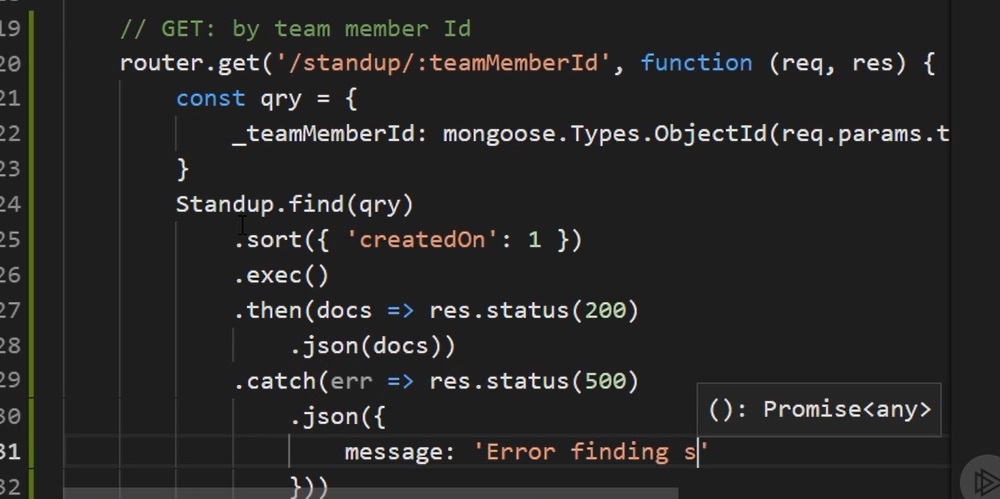 19 // GET: by team member Id
20 router.get('/standup/:teamMemberId', function (req, res) {
21 const qry = {
22 _teamMemberId: mongoose.Types.ObjectId(req.params.t
23 }
24 Standup.find(qry)
25 .sort({ 'createdOn': 1 })
26 .exec()
27 .then(docs => res.status(200)
28 .json(docs))
29 .catch(err => res.status(500)
30 .json({
(): Promise<any>
31 message: 'Error finding s'
32 }))